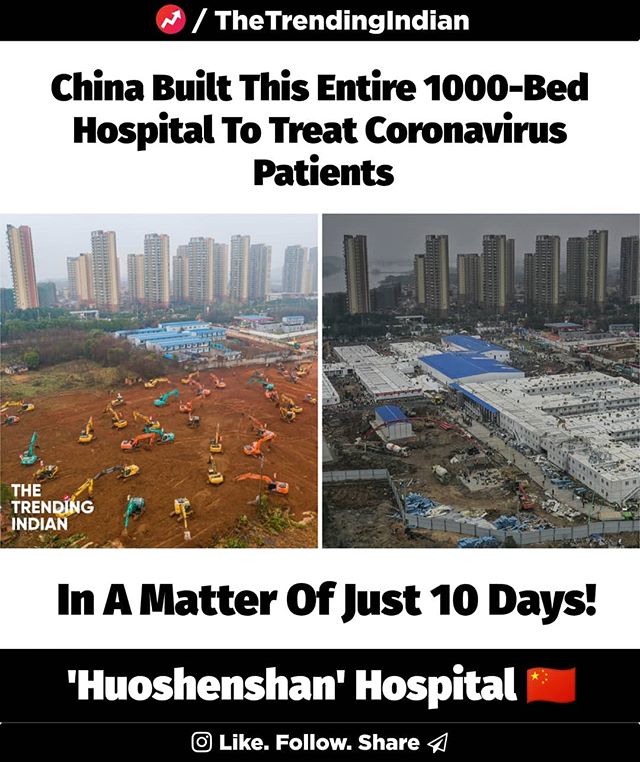 / TheTrendingIndian
China Built This Entire 1000-Bed
Hospital To Treat Coronavirus
Patients
THE
TRENDING
INDIAN
In A Matter Of Just 10 Days!
'Huoshenshan' Hospital 🇨🇳
Like. Follow. Share